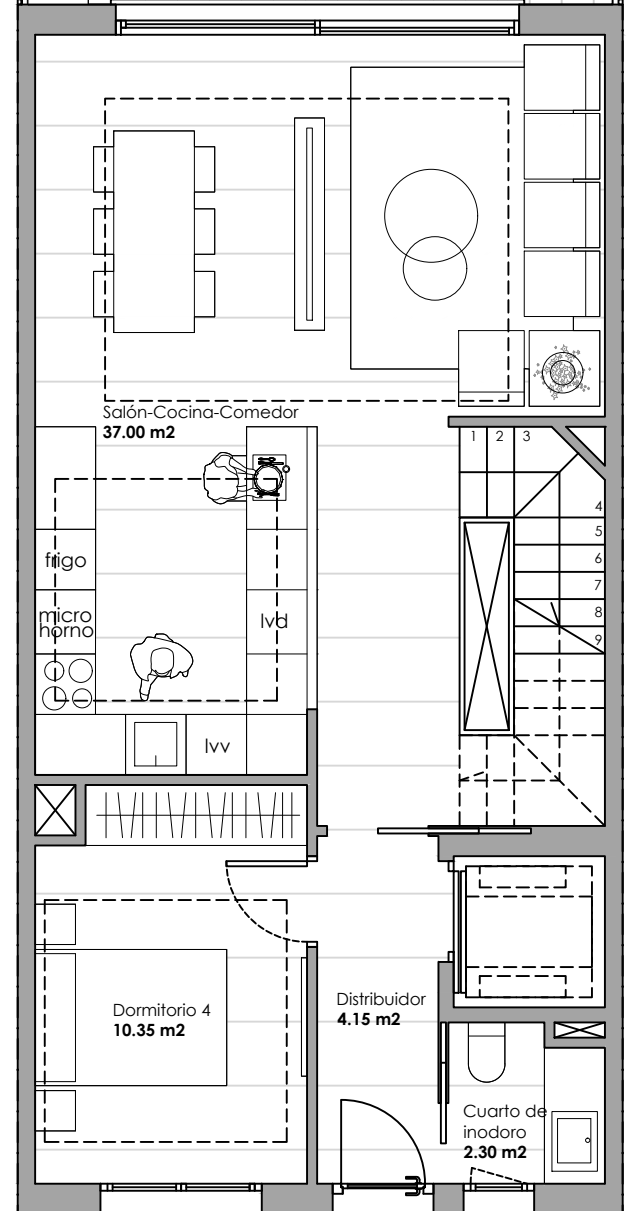 Salón-Cocina-Comedor
37.00 m2
1 2 3
4
5
6
7
8
9
frigo
micro
horno
lvd
lvv
Dormitorio 4
10.35 m2
Distribuidor
4.15 m2
Cuarto de
inodoro
2.30 m2